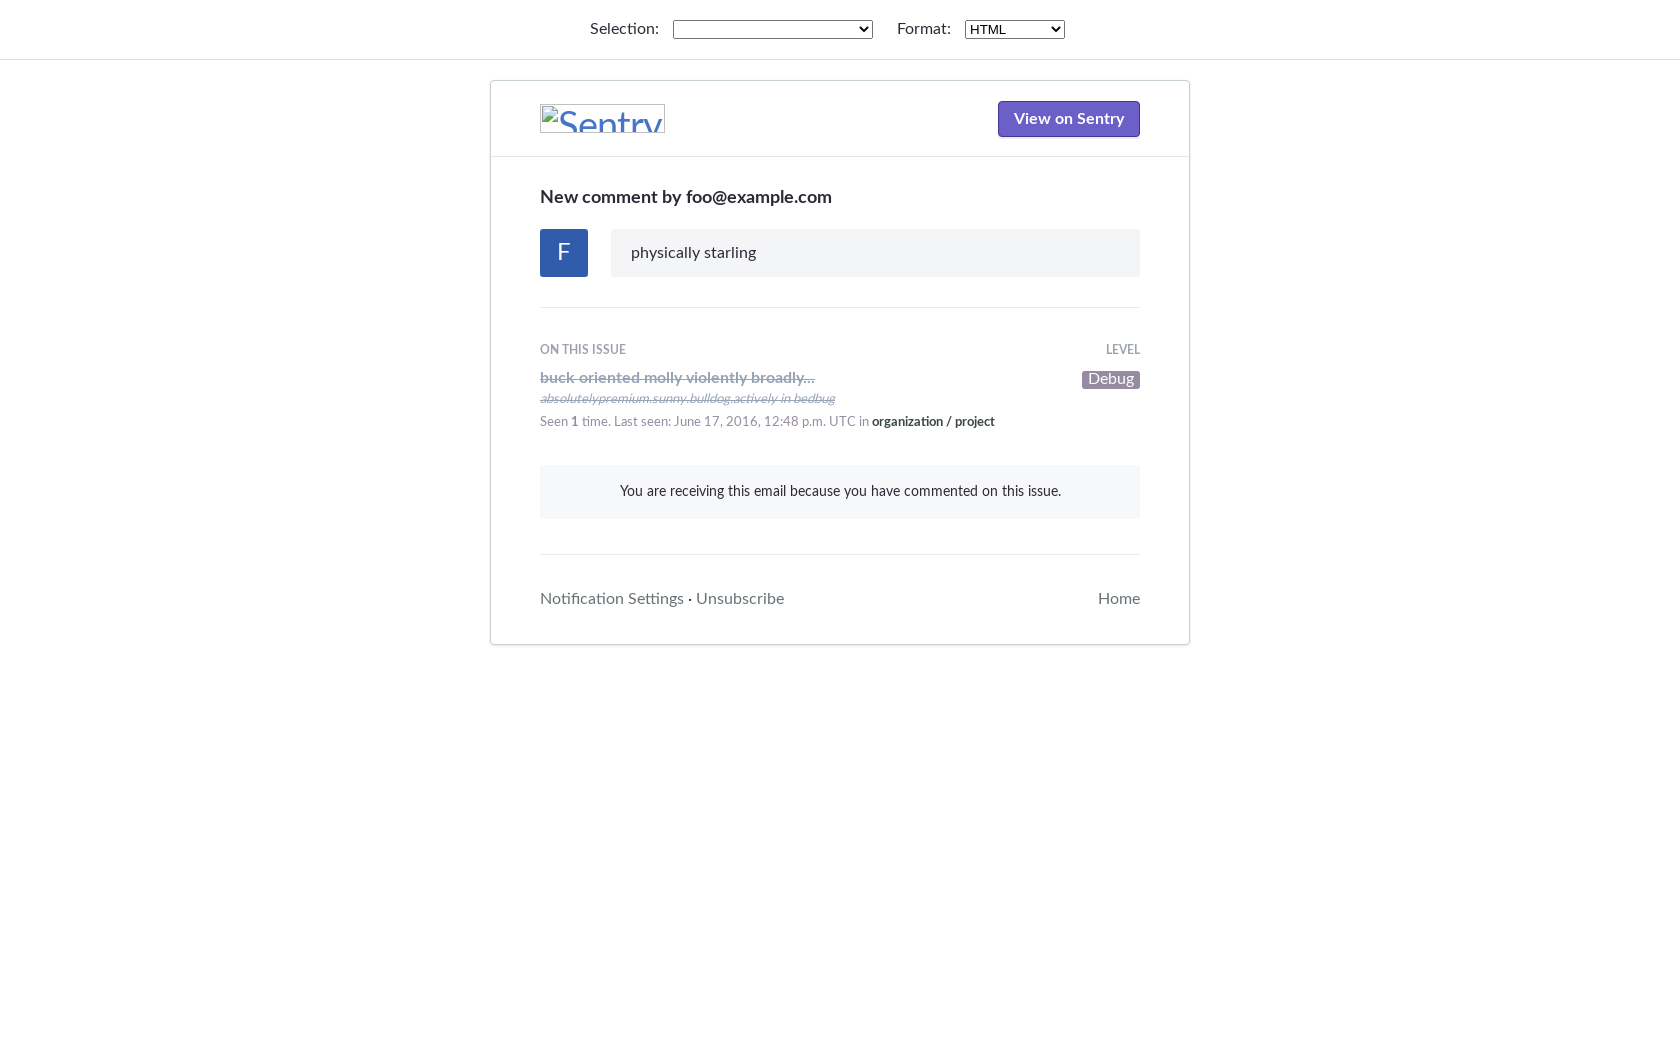 Selection: Format: HTML
Sentry View on Sentry
New comment by foo@example.com
F physically starling
ON THIS ISSUE LEVEL
buck oriented molly violently broadly... Debug
absolutelypremium.sunny.bulldog.actively in bedbug
Seen 1 time. Last seen: June 17, 2016, 12:48 p.m. UTC in organization / project
You are receiving this email because you have commented on this issue.
Notification Settings · Unsubscribe Home